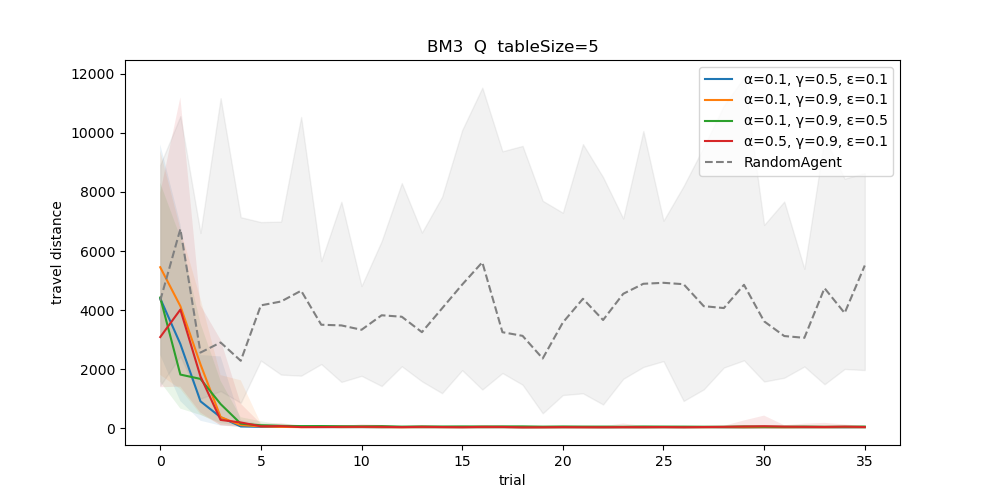 BM3  Q  tableSize=5
12000
10000
8000
6000
4000
2000
0
travel distance
α=0.1, γ=0.5, ε=0.1
α=0.1, γ=0.9, ε=0.1
α=0.1, γ=0.9, ε=0.5
α=0.5, γ=0.9, ε=0.1
RandomAgent
0 5 10 15 20 25 30 35
trial